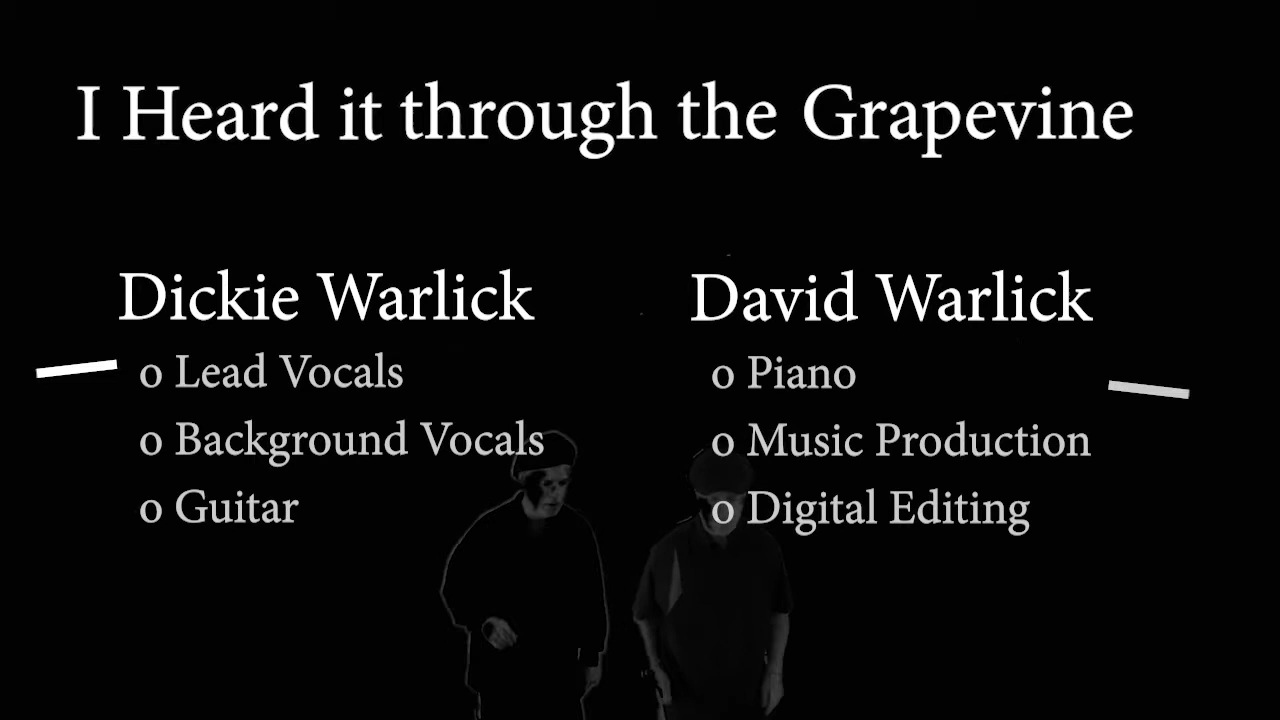 I Heard it through the Grapevine
Dickie Warlick
o Lead Vocals
o Background Vocals
o Guitar
David Warlick
o Piano
o Music Production
o Digital Editing